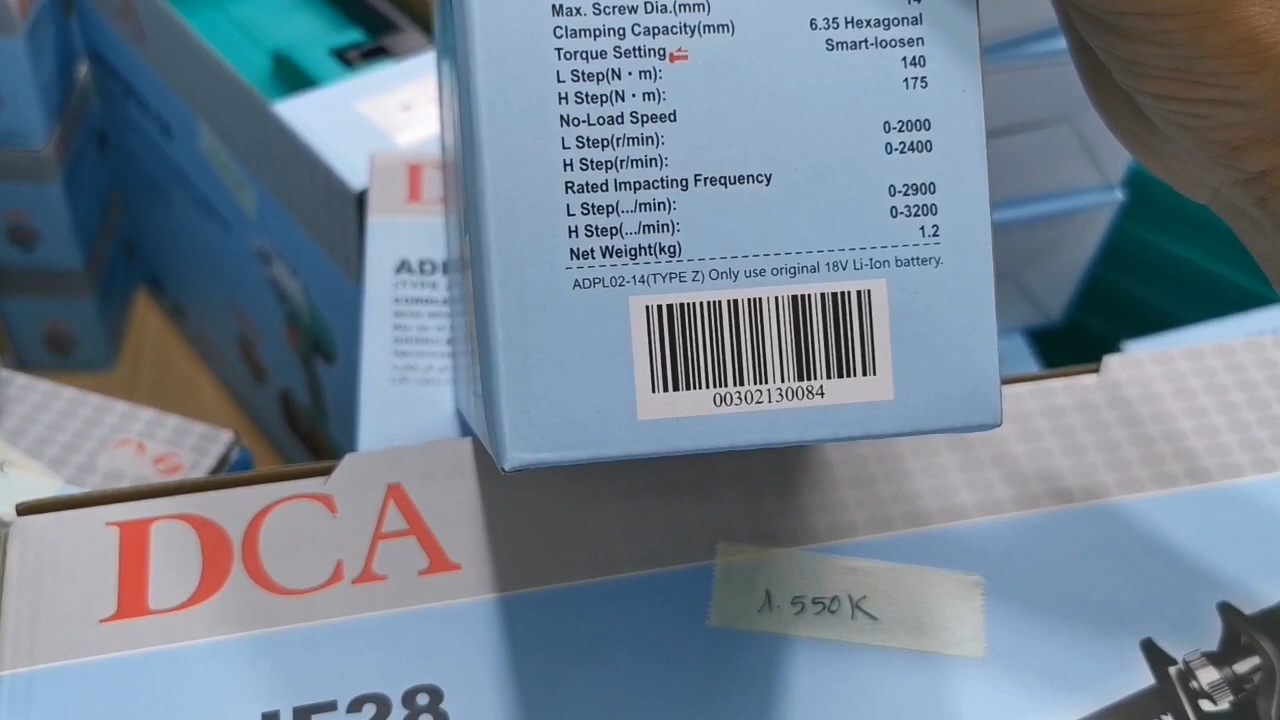 Max. Screw Dia.(mm) 14
Clamping Capacity(mm) 6.35 Hexagonal
Torque Setting Smart-loosen
L Step(N・m): 140
H Step(N・m): 175
No-Load Speed
L Step(r/min): 0-2000
H Step(r/min): 0-2400
Rated Impacting Frequency
L Step(.../min): 0-2900
H Step(.../min): 0-3200
Net Weight(kg) 1.2
ADPL02-14(TYPE Z) Only use original 18V Li-Ion battery.
00302130084
D
AD
DCA
1.550K